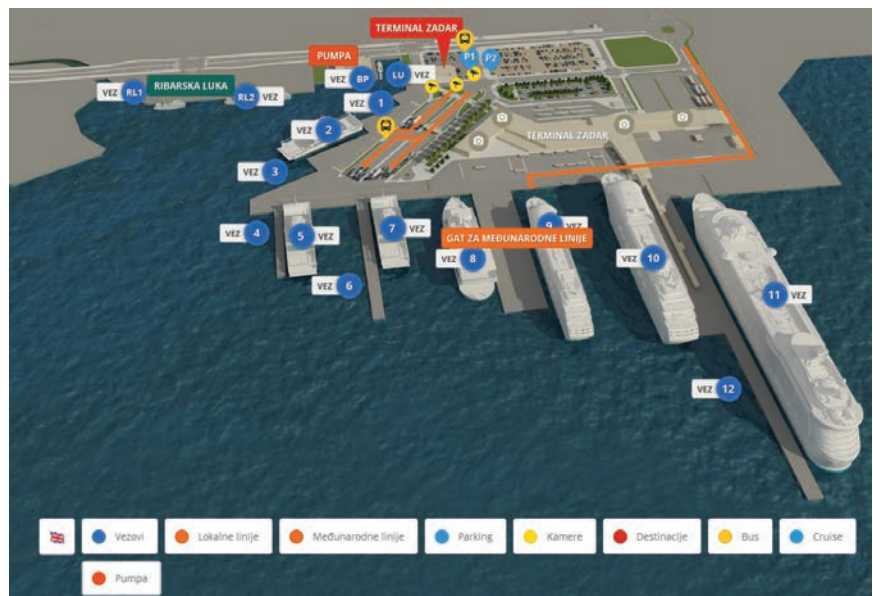 TERMINAL ZADAR
PUMPA
P1
P2
VEZ BP
LU VEZ
VEZ RL1
RIBARSKA LUKA
RL2 VEZ
VEZ 1
2 VEZ
TERMINAL ZADAR
VEZ 3
VEZ 4
5 VEZ
7 VEZ
9 VEZ
GAT ZA MEĐUNARODNE LINIJE
VEZ 8
VEZ 10
VEZ 6
11 VEZ
VEZ 12
Vezovi
Lokalne linije
Međunarodne linije
Parking
Kamere
Destinacije
Bus
Cruise
Pumpa